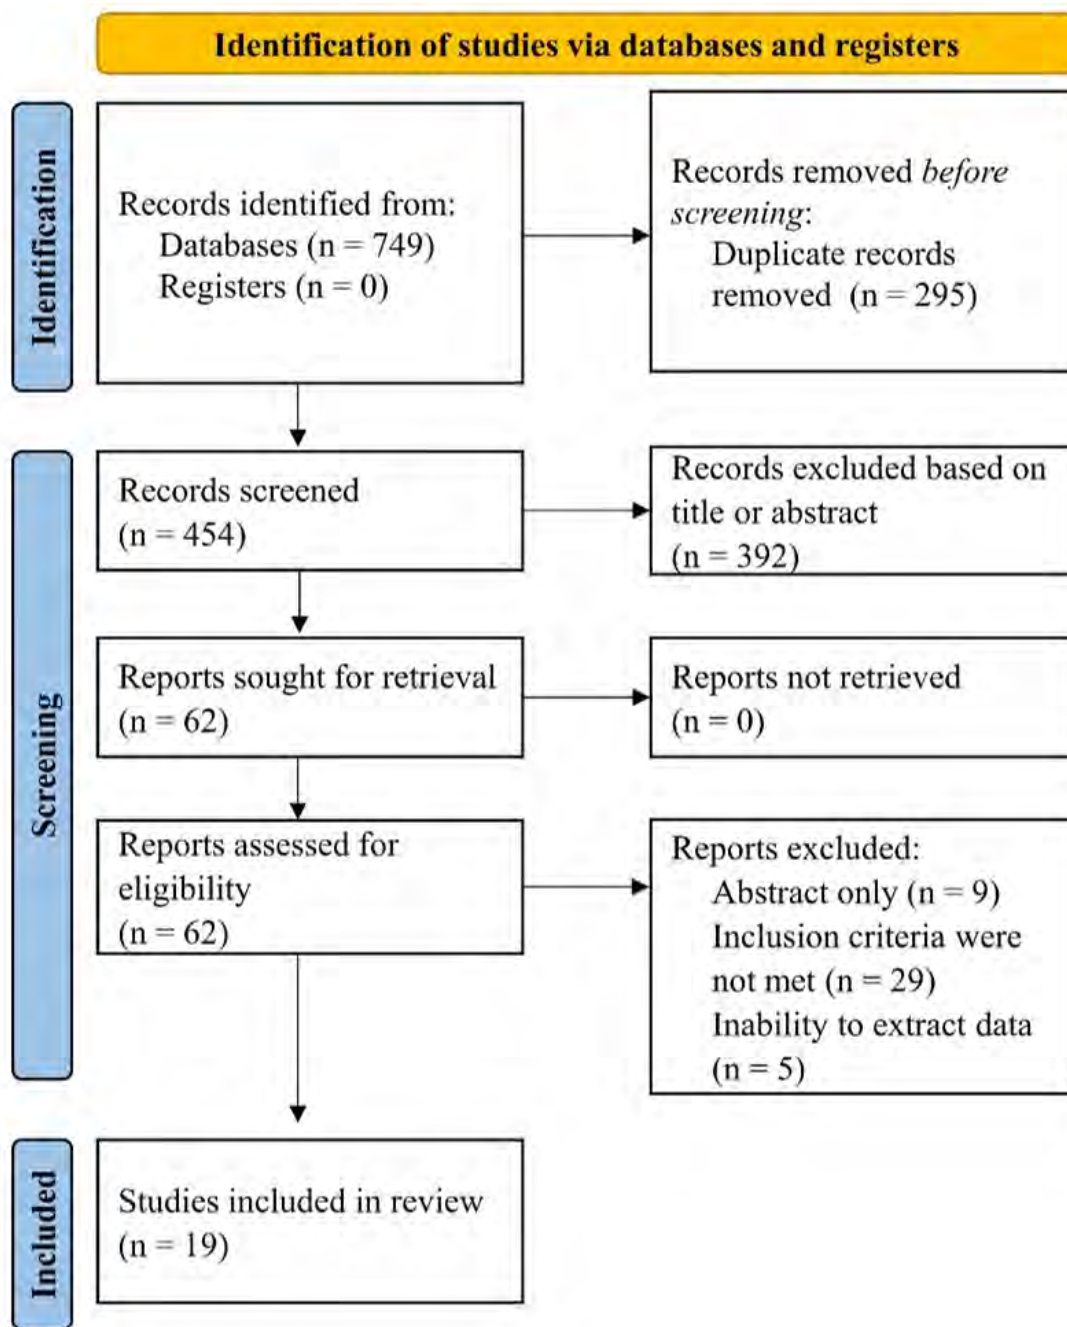 Identification of studies via databases and registers
Identification
Records identified from:
Databases (n = 749)
Registers (n = 0)
Records removed before
screening:
Duplicate records
removed (n = 295)
Screening
Records screened
(n = 454)
Records excluded based on
title or abstract
(n = 392)
Reports sought for retrieval
(n = 62)
Reports not retrieved
(n = 0)
Reports assessed for
eligibility
(n = 62)
Reports excluded:
Abstract only (n = 9)
Inclusion criteria were
not met (n = 29)
Inability to extract data
(n = 5)
Included
Studies included in review
(n = 19)